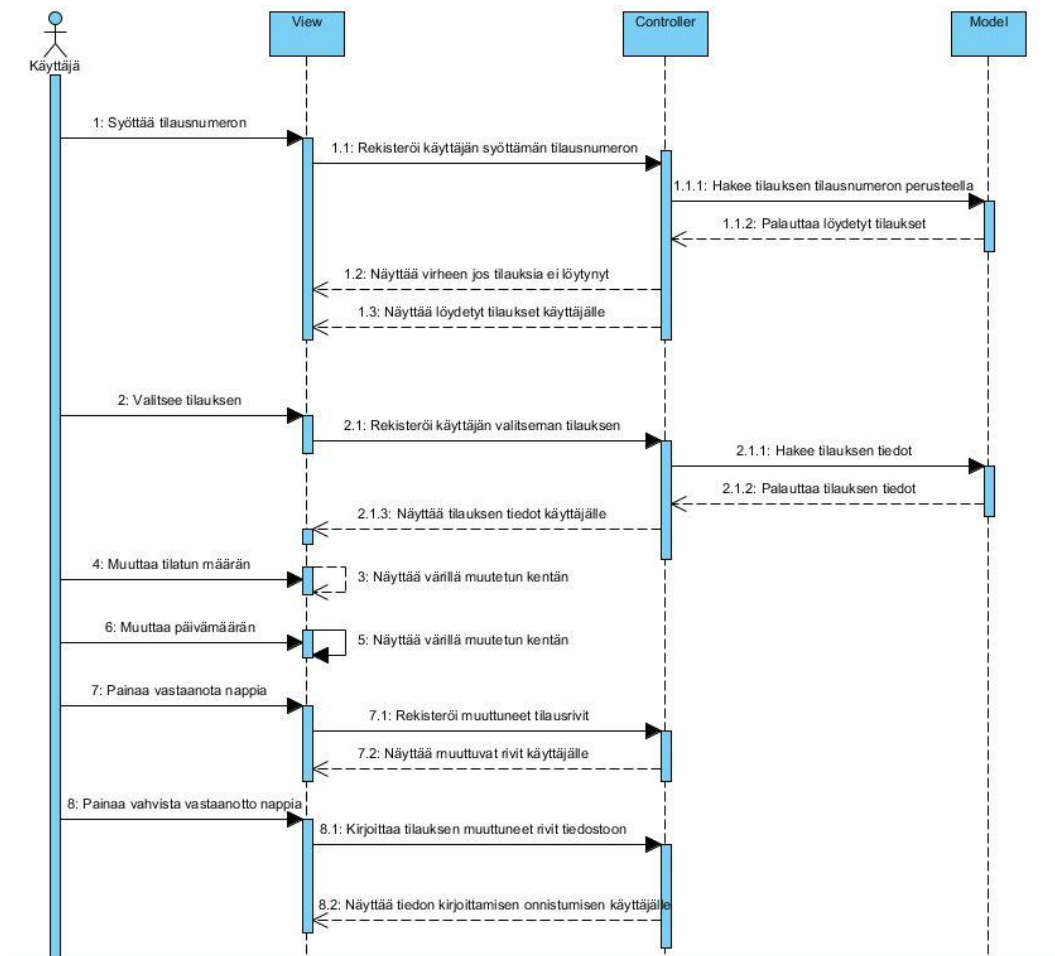 View
Controller
Model
Käyttäjä
1: Syöttää tilausnumeron
1.1: Rekisteröi käyttäjän syöttämän tilausnumeron
1.1.1: Hakee tilauksen tilausnumeron perusteella
1.1.2: Palauttaa löydetyt tilaukset
1.2: Näyttää virheen jos tilauksia ei löytynyt
1.3: Näyttää löydetyt tilaukset käyttäjälle
2: Valitsee tilauksen
2.1: Rekisteröi käyttäjän valitseman tilauksen
2.1.1: Hakee tilauksen tiedot
2.1.2: Palauttaa tilauksen tiedot
2.1.3: Näyttää tilauksen tiedot käyttäjälle
4: Muuttaa tilatun määrän
3: Näyttää värillä muutetun kentän
6: Muuttaa päivämäärän
5: Näyttää värillä muutetun kentän
7: Painaa vastaanota nappia
7.1: Rekisteröi muuttuneet tilausrivit
7.2: Näyttää muuttuvat rivit käyttäjälle
8: Painaa vahvista vastaanotto nappia
8.1: Kirjoittaa tilauksen muuttuneet rivit tiedostoon
8.2: Näyttää tiedon kirjoittamisen onnistumisen käyttäjälle